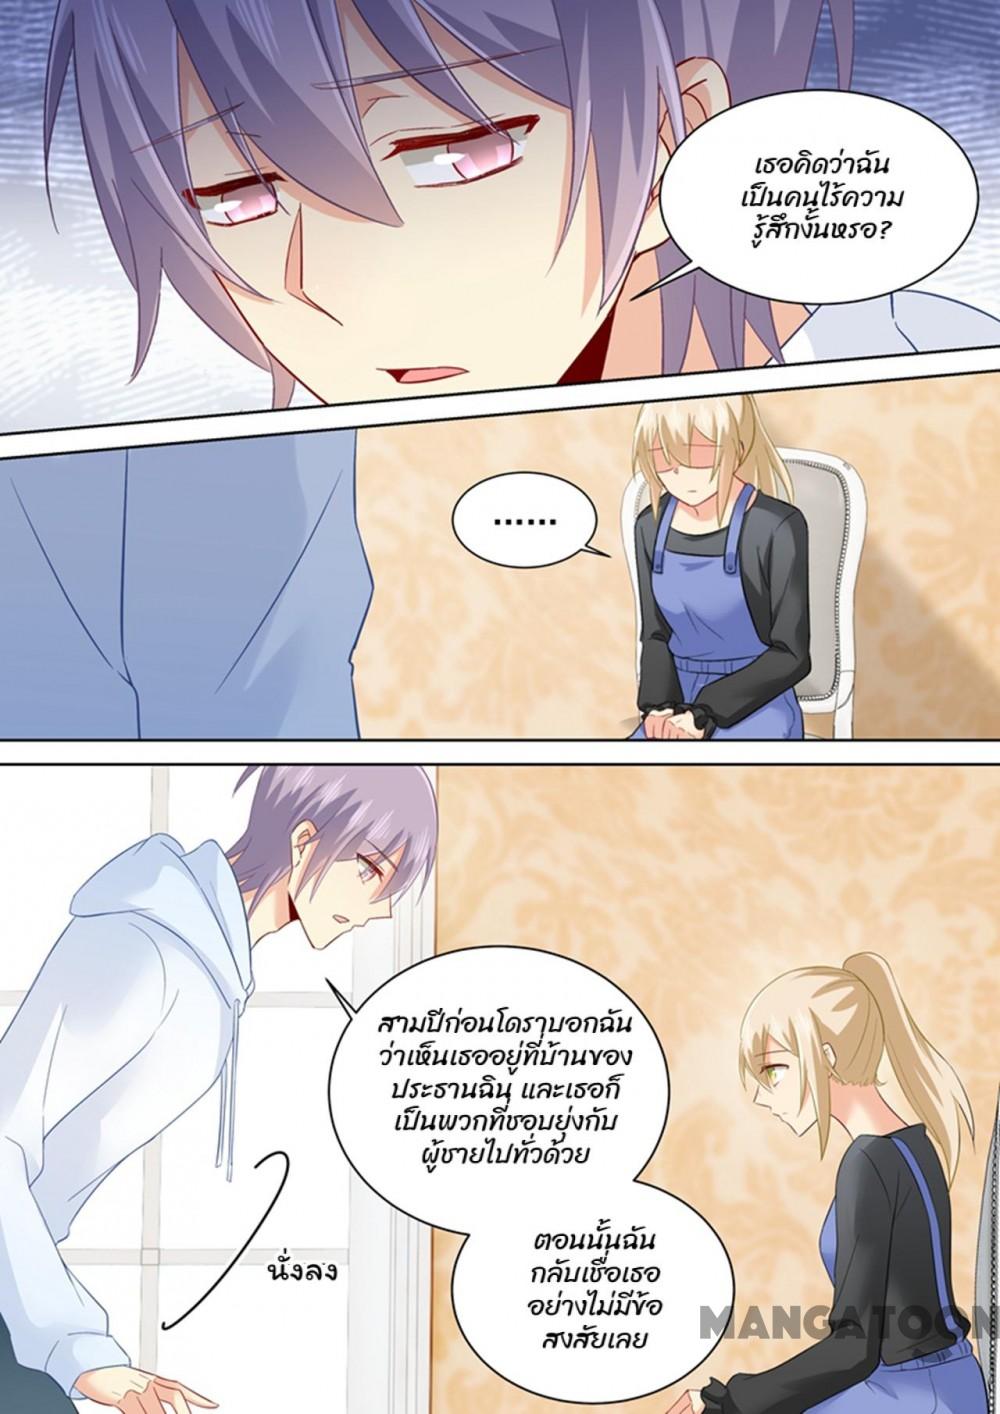 เธอคิดว่าฉัน
เป็นคนไร้ความ
รู้สึกงั้นหรอ?
......
สามปีก่อนโดราบอกฉัน
ว่าเห็นเธออยู่ที่บ้านของ
ประธานฉิน และเธอก็
เป็นพวกที่ชอบยุ่งกับ
ผู้ชายไปทั่วด้วย
ตอนนั้นฉัน
กลับเชื่อเธอ
อย่างไม่มีข้อ
สงสัยเลย
นั่งลง
MANGATOON